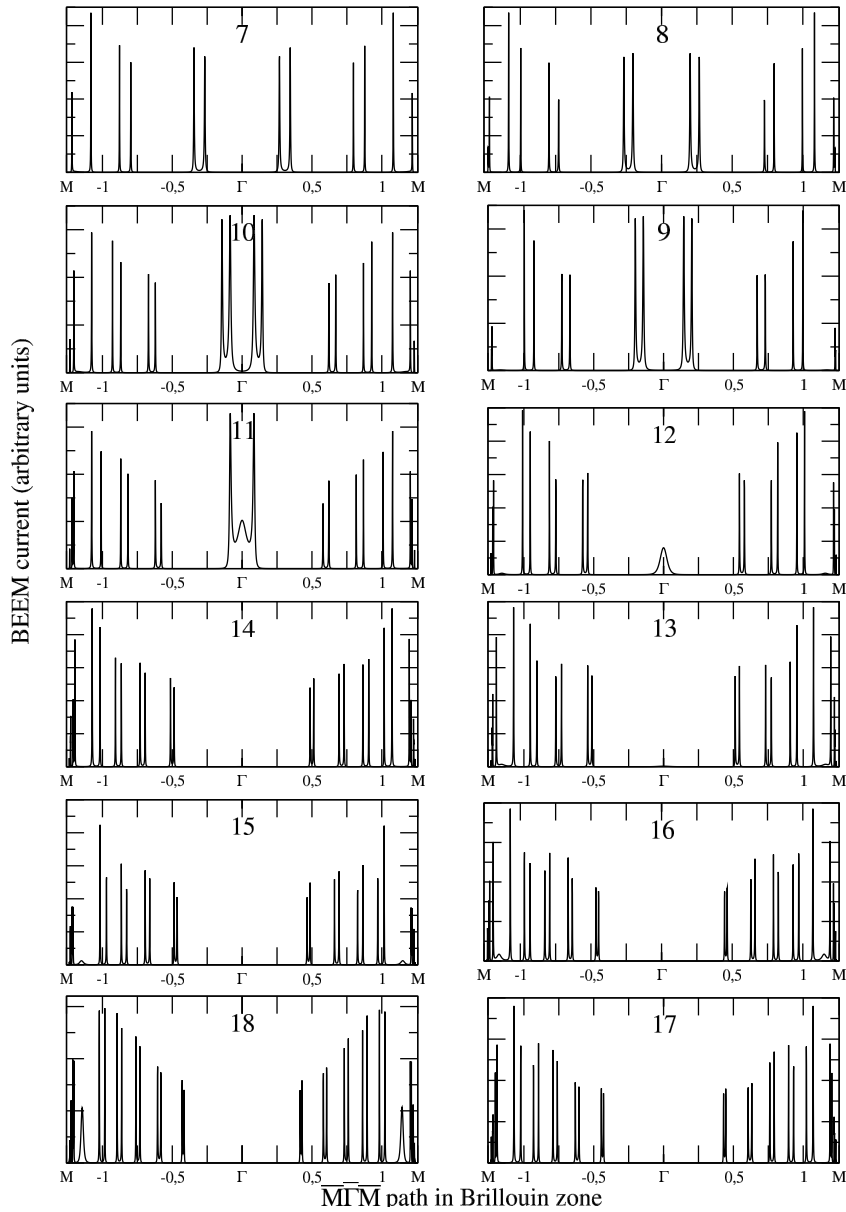 7
M -1 -0,5 Γ 0,5 1 M
8
M -1 -0,5 Γ 0,5 1 M
10
M -1 -0,5 Γ 0,5 1 M
9
M -1 -0,5 Γ 0,5 1 M
11
M -1 -0,5 Γ 0,5 1 M
12
M -1 -0,5 Γ 0,5 1 M
14
M -1 -0,5 Γ 0,5 1 M
13
M -1 -0,5 Γ 0,5 1 M
15
M -1 -0,5 Γ 0,5 1 M
16
M -1 -0,5 Γ 0,5 1 M
18
M -1 -0,5 Γ 0,5 1 M
17
M -1 -0,5 Γ 0,5 1 M
BEEM current (arbitrary units)
M̅Γ̅M̅ path in Brillouin zone